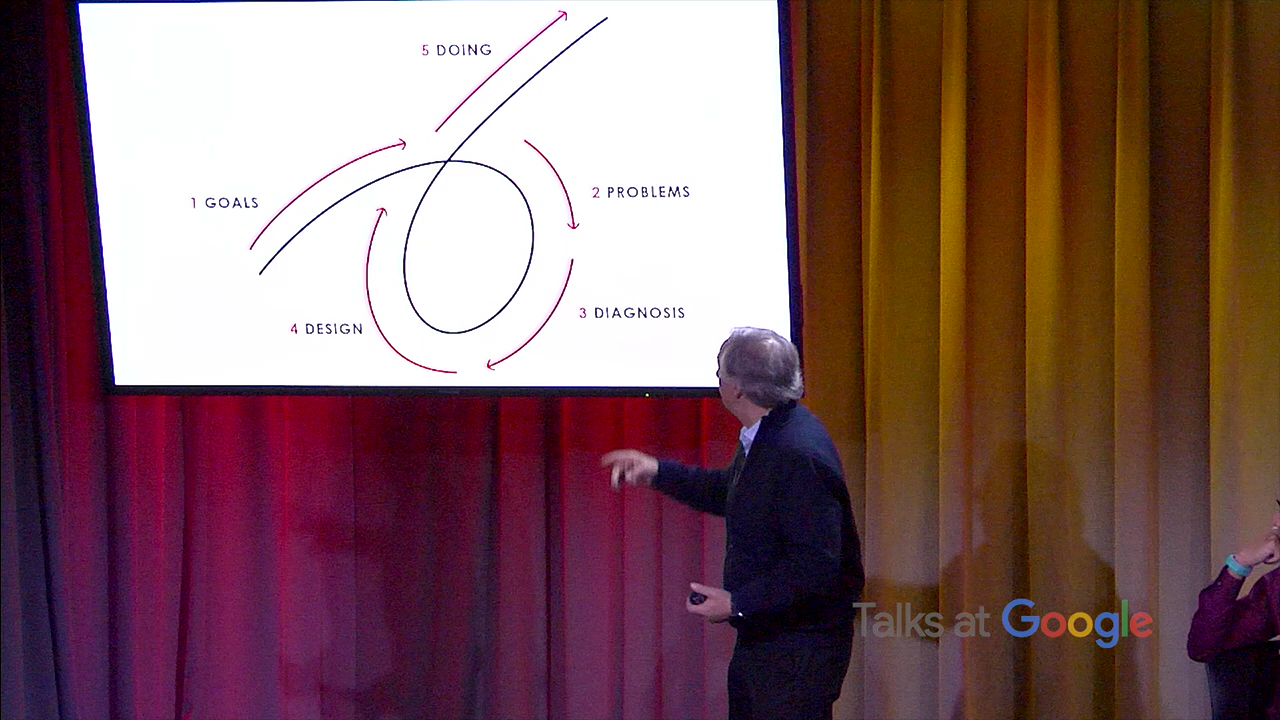 5 DOING
1 GOALS
2 PROBLEMS
3 DIAGNOSIS
4 DESIGN
Talks at Google